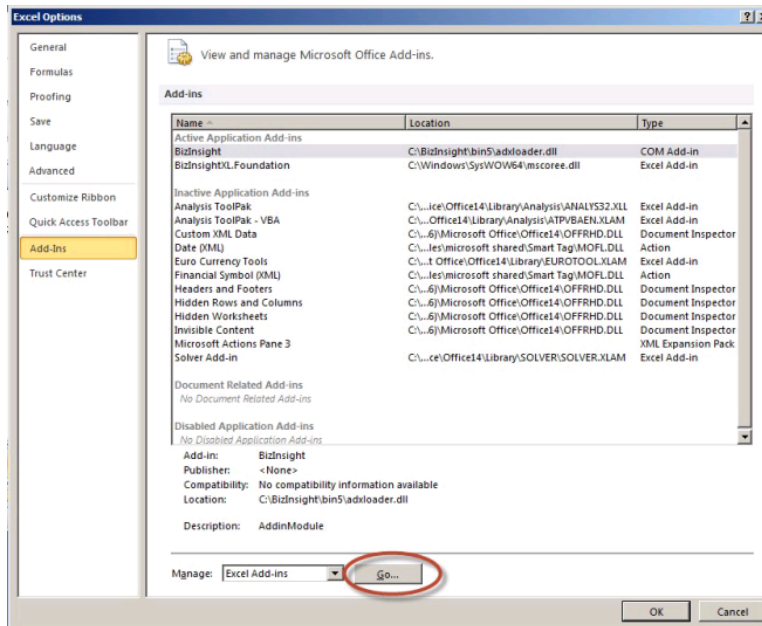 Excel Options
General
Formulas
Proofing
Save
Language
Advanced
Customize Ribbon
Quick Access Toolbar
Add-Ins
Trust Center
View and manage Microsoft Office Add-ins.
Add-ins
Name Location Type
Active Application Add-ins
BizInsight C:\BizInsight\bin5\adxloader.dll COM Add-in
BizInsightXL.Foundation C:\Windows\SysWOW64\mscoree.dll Excel Add-in
Inactive Application Add-ins
Analysis ToolPak C:\...ice\Office14\Library\Analysis\ANALYS32.XLL Excel Add-in
Analysis ToolPak - VBA C:\...Office14\Library\Analysis\ATPVBAEN.XLAM Excel Add-in
Custom XML Data C:\...6)\Microsoft Office\Office14\OFFRHD.DLL Document Inspector
Date (XML) C:\...les\microsoft shared\Smart Tag\MOFL.DLL Action
Euro Currency Tools C:\...t Office\Office14\Library\EUROTOOL.XLAM Excel Add-in
Financial Symbol (XML) C:\...les\microsoft shared\Smart Tag\MOFL.DLL Action
Headers and Footers C:\...6)\Microsoft Office\Office14\OFFRHD.DLL Document Inspector
Hidden Rows and Columns C:\...6)\Microsoft Office\Office14\OFFRHD.DLL Document Inspector
Hidden Worksheets C:\...6)\Microsoft Office\Office14\OFFRHD.DLL Document Inspector
Invisible Content C:\...6)\Microsoft Office\Office14\OFFRHD.DLL Document Inspector
Microsoft Actions Pane 3 XML Expansion Pack
Solver Add-in C:\...ce\Office14\Library\SOLVER\SOLVER.XLAM Excel Add-in
Document Related Add-ins
No Document Related Add-ins
Disabled Application Add-ins
No Disabled Application Add-ins
Add-in: BizInsight
Publisher: <None>
Compatibility: No compatibility information available
Location: C:\BizInsight\bin5\adxloader.dll
Description: AddinModule
Manage: Excel Add-ins Go...
OK Cancel